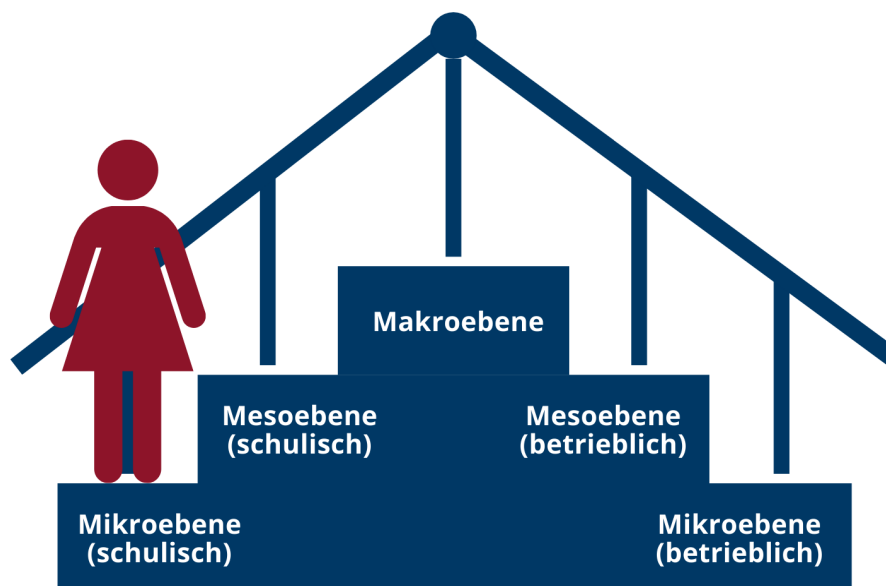 Makroebene
Mesoebene
(schulisch)
Mesoebene
(betrieblich)
Mikroebene
(schulisch)
Mikroebene
(betrieblich)